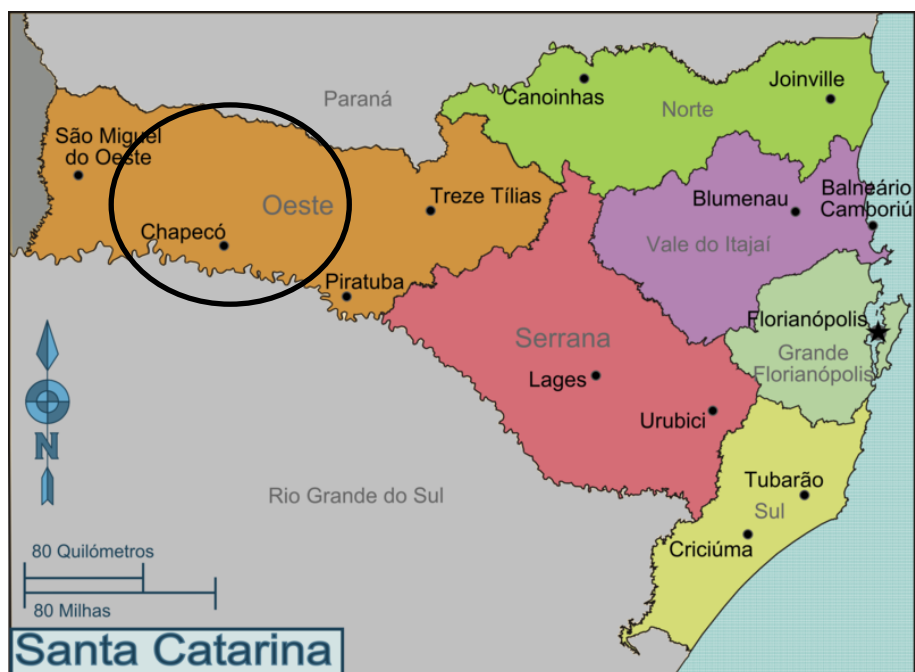 Paraná
Canoinhas
Norte
Joinville
São Miguel
do Oeste
Oeste
Treze Tílias
Chapecó
Piratuba
Blumenau
Balneário
Camboriú
Vale do Itajaí
Florianópolis
Grande
Florianópolis
Serrana
Lages
Urubici
Rio Grande do Sul
Tubarão
Sul
Criciúma
N
80 Quilómetros
80 Milhas
Santa Catarina